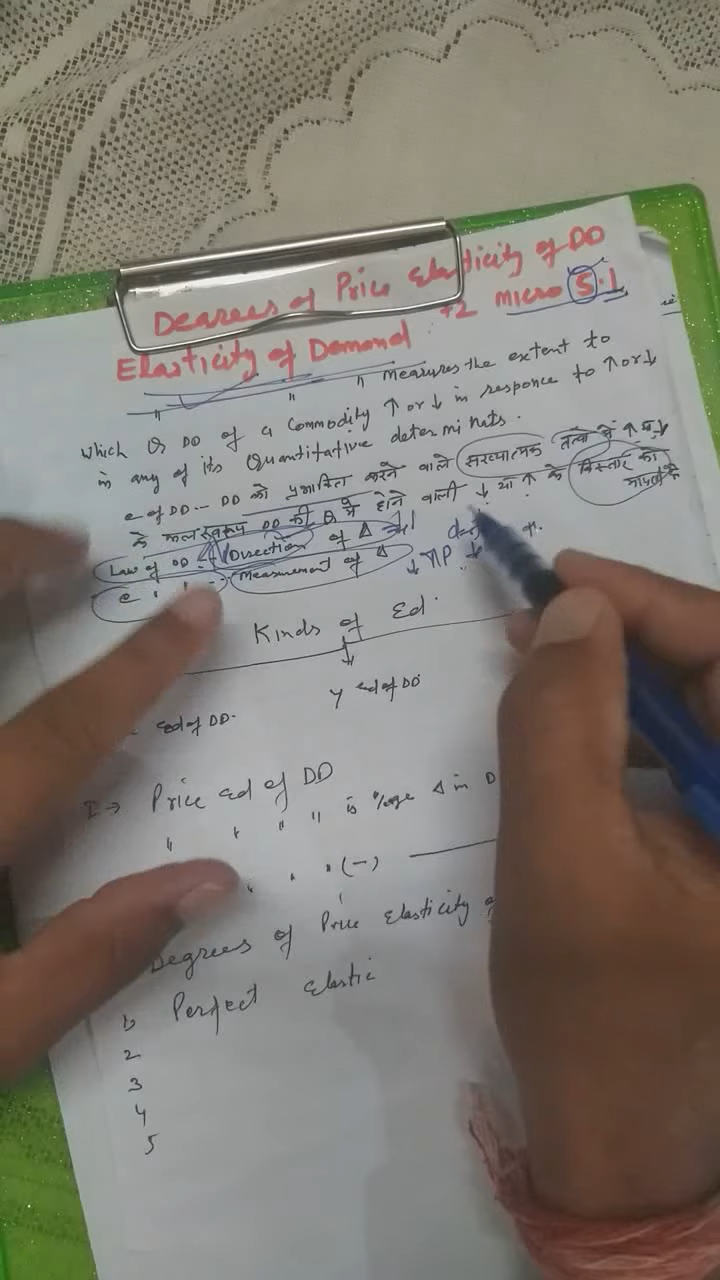 Degrees of Price Elasticity of DD
+2 micro 5.1
Elasticity of Demand
" " " Measures the extent to
which Q DD of a Commodity ↑ or ↓ in responce to ↑ or ↓
in any of its Quantitative determinats.
e of DD :- DD को प्रभावित करने वाले सख्यात्मक तत्वों में ↑ या ↓
के फलस्वरूप DD की Q में होने वाली ↓ या ↑ के विस्तार का
Law of DD :- Direction of Δ
e " " :- Measurement of Δ ↓ ↑P ↓
Kinds of Ed.
Y Ed of DD
Ed of DD.
I → Price ed of DD
" " " " is %age Δ in D
" " " (-)
Degrees of Price Elasticity
1 Perfect Elastic
2
3
4
5